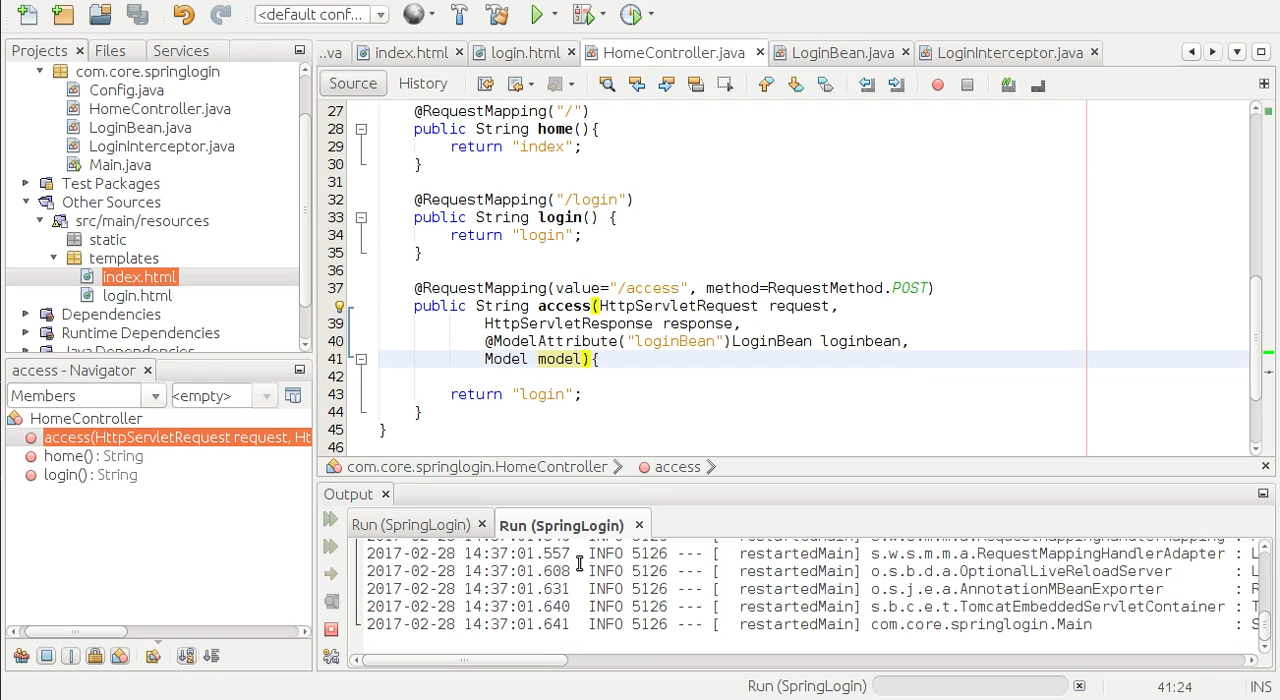 <default conf...
Projects
Files
Services
..va
index.html
login.html
HomeController.java
LoginBean.java
LoginInterceptor.java
Source
History
com.core.springlogin
Config.java
HomeController.java
LoginBean.java
LoginInterceptor.java
Main.java
Test Packages
Other Sources
src/main/resources
static
templates
index.html
login.html
Dependencies
Runtime Dependencies
Java Dependencies
27 @RequestMapping("/")
28 public String home(){
29 return "index";
30 }
31
32 @RequestMapping("/login")
33 public String login() {
34 return "login";
35 }
36
37 @RequestMapping(value="/access", method=RequestMethod.POST)
public String access(HttpServletRequest request,
39 HttpServletResponse response,
40 @ModelAttribute("loginBean")LoginBean loginbean,
41 Model model){
42
43 return "login";
44 }
45 }
46
com.core.springlogin.HomeController
access
access - Navigator
Members
<empty>
HomeController
access(HttpServletRequest request, Ht
home() : String
login() : String
Output
Run (SpringLogin)
Run (SpringLogin)
2017-02-28 14:37:01.557 INFO 5126 --- [ restartedMain] s.w.s.m.m.a.RequestMappingHandlerAdapter : L
2017-02-28 14:37:01.609 INFO 5126 --- [ restartedMain] o.s.b.d.a.OptionalLiveReloadServer : L
2017-02-28 14:37:01.631 INFO 5126 --- [ restartedMain] o.s.j.e.a.AnnotationMBeanExporter : R
2017-02-28 14:37:01.640 INFO 5126 --- [ restartedMain] s.b.c.e.t.TomcatEmbeddedServletContainer : T
2017-02-28 14:37:01.641 INFO 5126 --- [ restartedMain] com.core.springlogin.Main : S
Run (SpringLogin)
41:24
INS